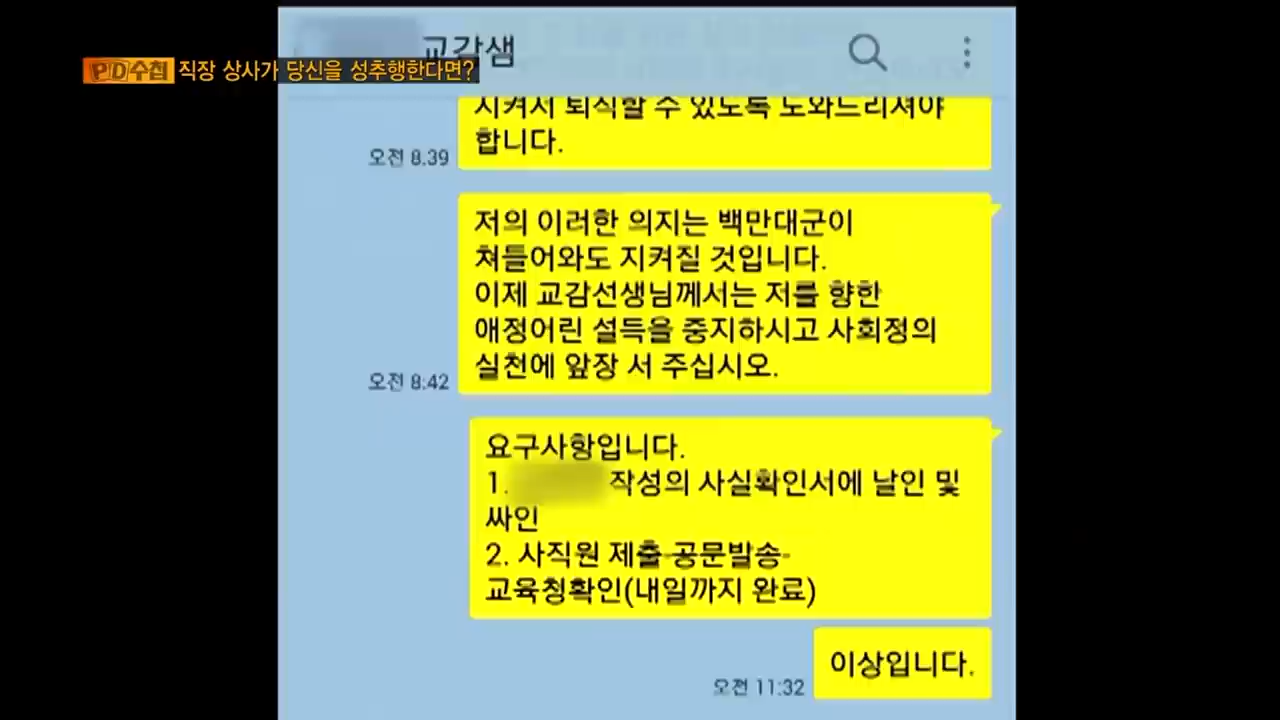 교감샘
PD수첩 직장 상사가 당신을 성추행한다면?
시켜서 퇴직할 수 있도록 도와드리셔야
합니다.
오전 8.39
저의 이러한 의지는 백만대군이
쳐들어와도 지켜질 것입니다.
이제 교감선생님께서는 저를 향한
애정어린 설득을 중지하시고 사회정의
실천에 앞장 서 주십시오.
오전 8:42
요구사항입니다.
1. 작성의 사실확인서에 날인 및
싸인
2. 사직원 제출-공문발송-
교육청확인(내일까지 완료)
이상입니다.
오전 11:32